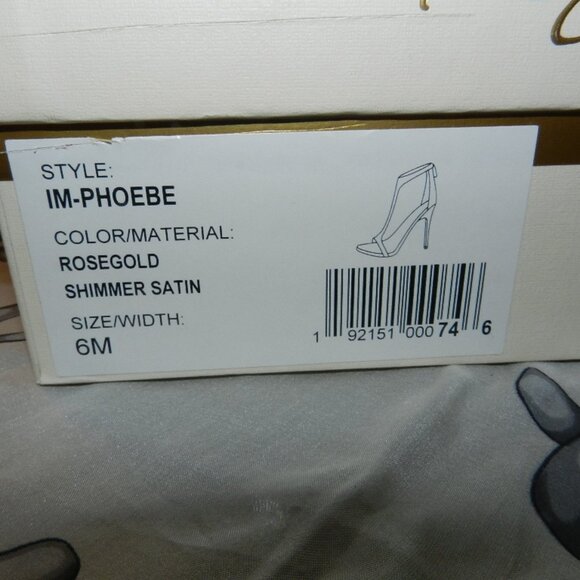 STYLE:
IM-PHOEBE
COLOR/MATERIAL:
ROSEGOLD
SHIMMER SATIN
SIZE/WIDTH:
6M
1 92151 00074 6